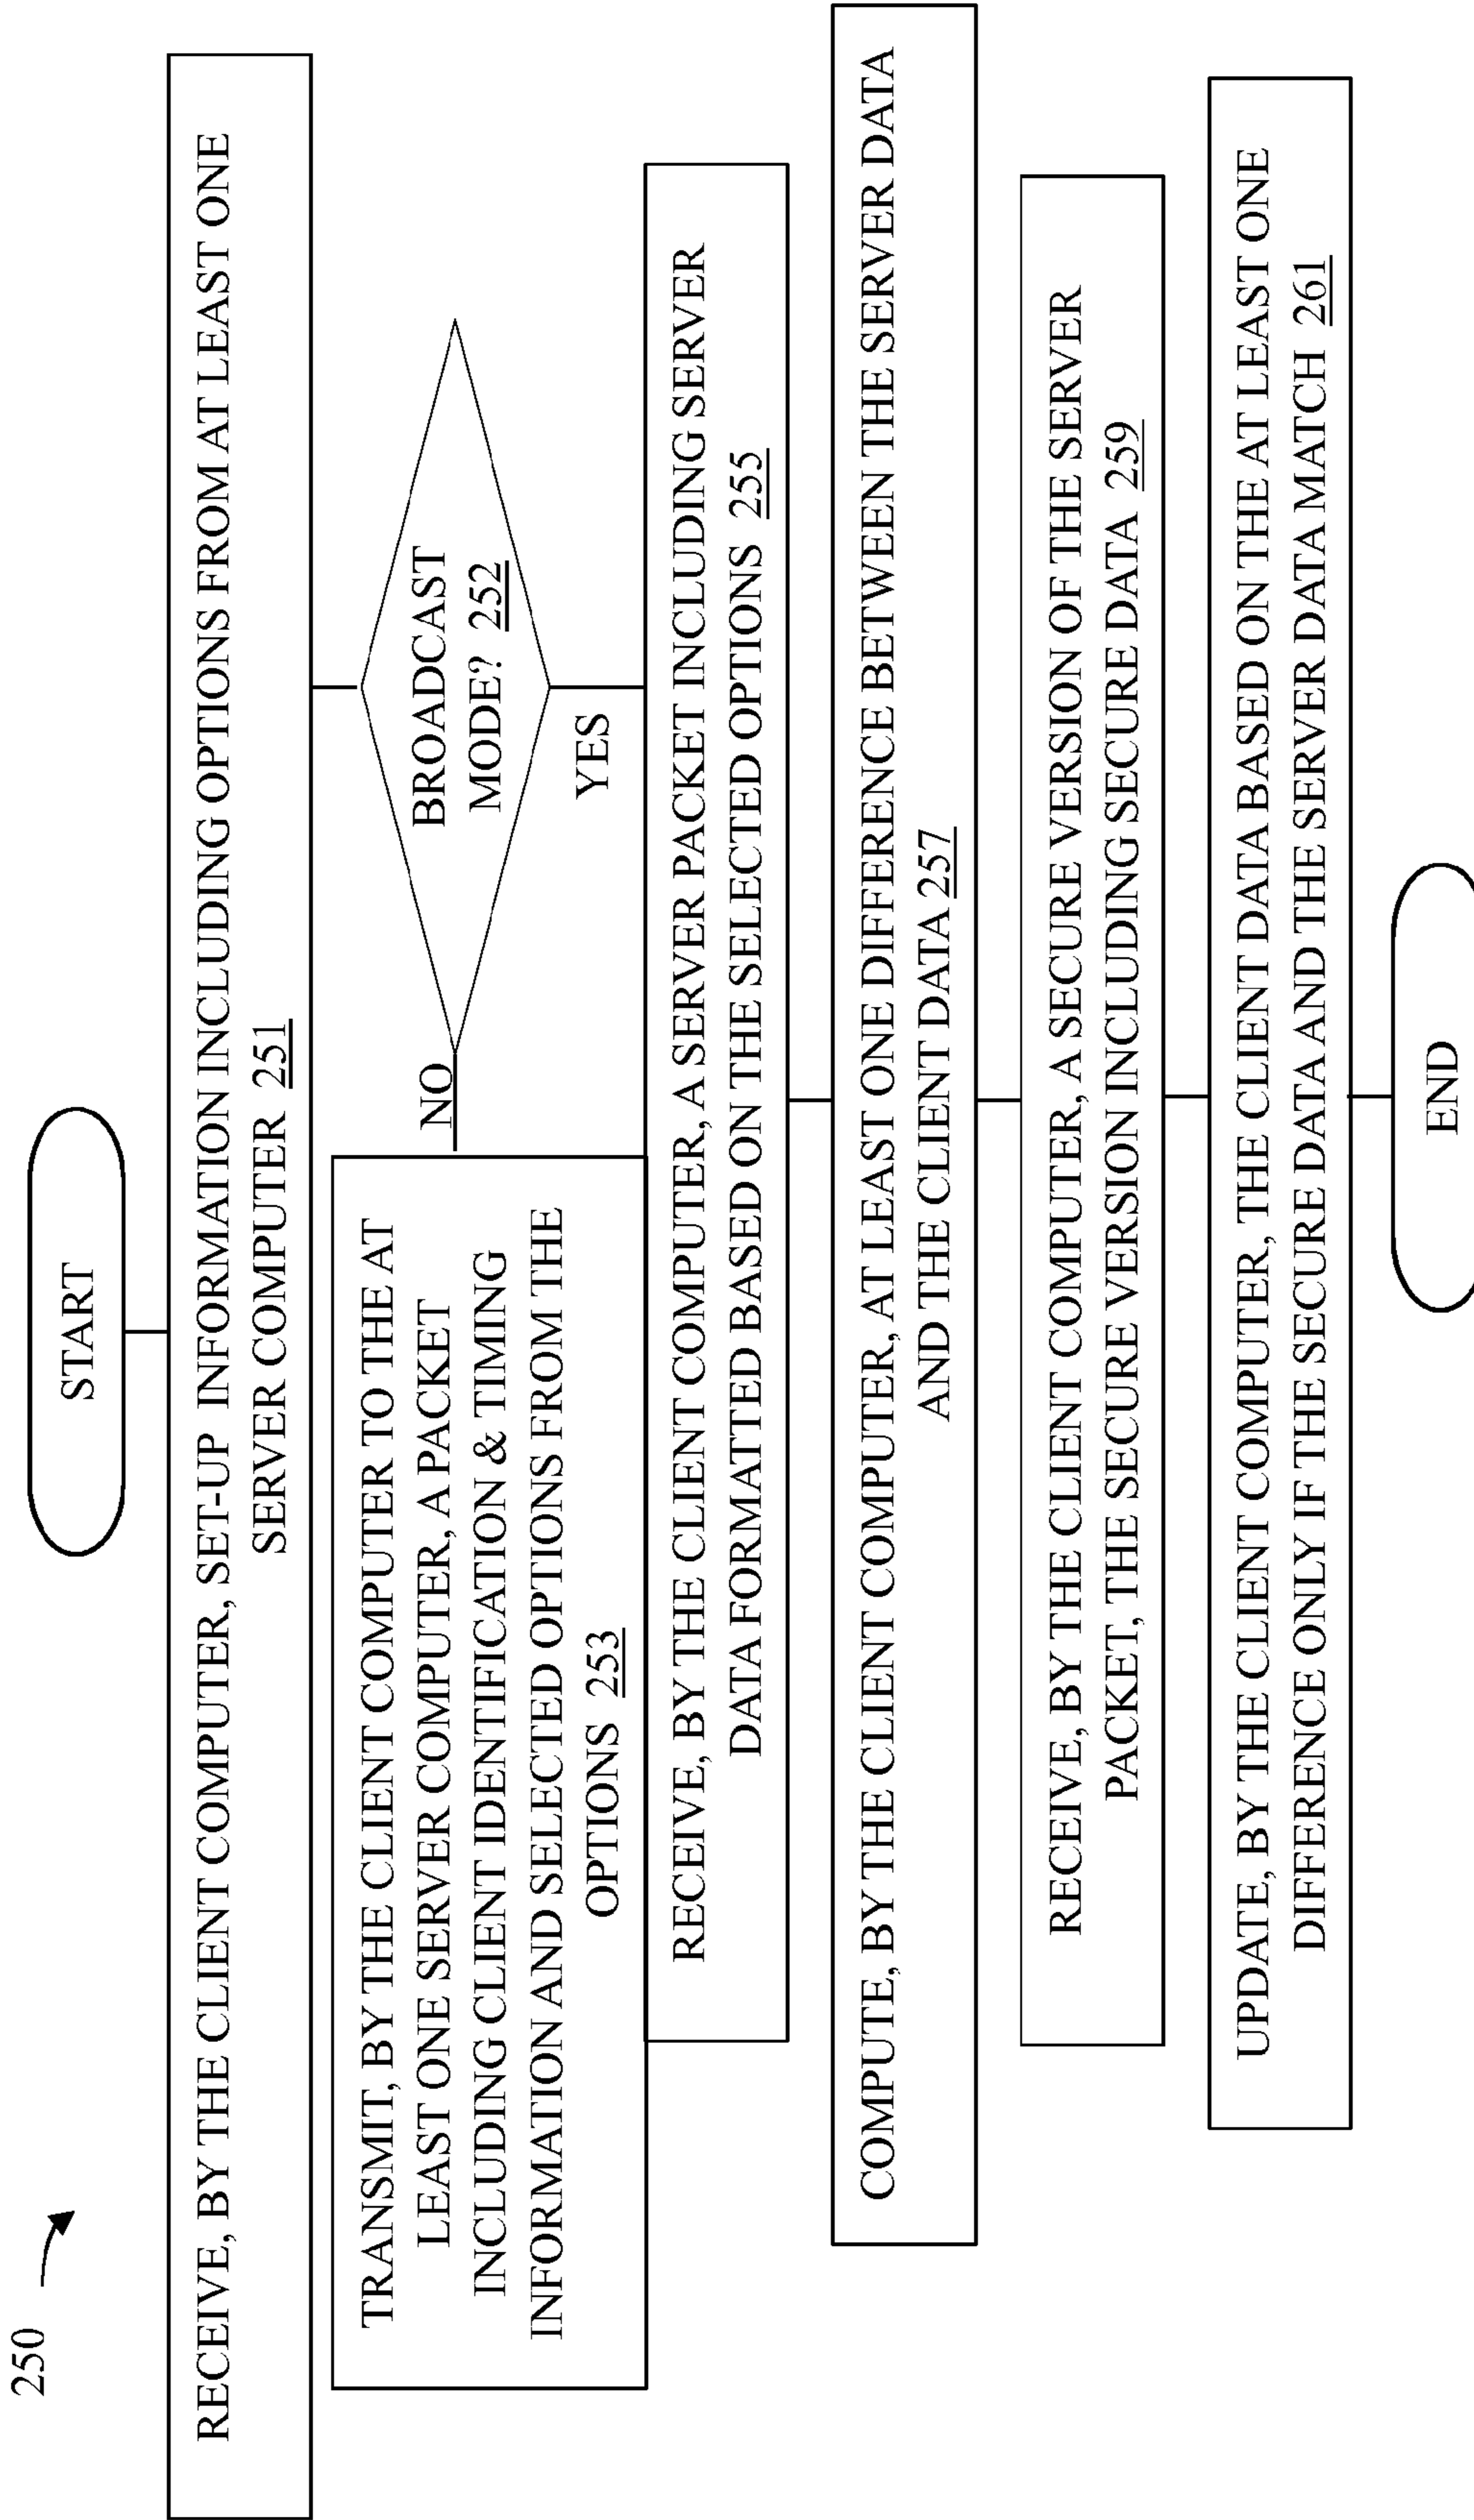 250
START
RECEIVE, BY THE CLIENT COMPUTER, SET-UP INFORMATION INCLUDING OPTIONS FROM AT LEAST ONE
SERVER COMPUTER 251
BROADCAST
MODE? 252
NO
YES
TRANSMIT, BY THE CLIENT COMPUTER TO THE AT
LEAST ONE SERVER COMPUTER, A PACKET
INCLUDING CLIENT IDENTIFICATION & TIMING
INFORMATION AND SELECTED OPTIONS FROM THE
OPTIONS 253
RECEIVE, BY THE CLIENT COMPUTER, A SERVER PACKET INCLUDING SERVER
DATA FORMATTED BASED ON THE SELECTED OPTIONS 255
COMPUTE, BY THE CLIENT COMPUTER, AT LEAST ONE DIFFERENCE BETWEEN THE SERVER DATA
AND THE CLIENT DATA 257
RECEIVE, BY THE CLIENT COMPUTER, A SECURE VERSION OF THE SERVER
PACKET, THE SECURE VERSION INCLUDING SECURE DATA 259
UPDATE, BY THE CLIENT COMPUTER, THE CLIENT DATA BASED ON THE AT LEAST ONE
DIFFERENCE ONLY IF THE SECURE DATA AND THE SERVER DATA MATCH 261
END